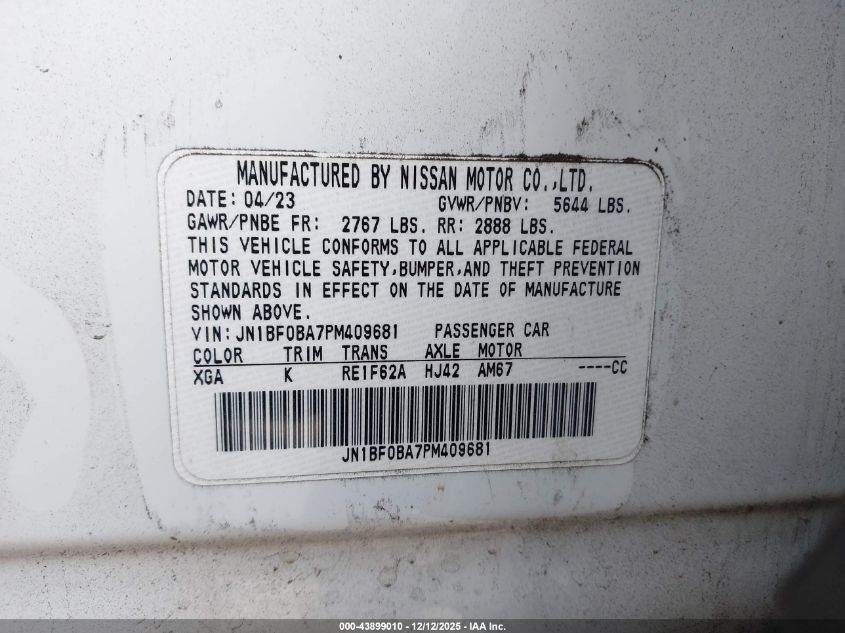 MANUFACTURED BY NISSAN MOTOR CO.,LTD.
DATE: 04/23 GVWR/PNBV: 5644 LBS.
GAWR/PNBE FR: 2767 LBS. RR: 2888 LBS.
THIS VEHICLE CONFORMS TO ALL APPLICABLE FEDERAL
MOTOR VEHICLE SAFETY,BUMPER,AND THEFT PREVENTION
STANDARDS IN EFFECT ON THE DATE OF MANUFACTURE
SHOWN ABOVE.
VIN:JN1BF0BA7PM409681 PASSENGER CAR
COLOR TRIM TRANS AXLE MOTOR
XGA K RE1F62A HJ42 AM67 ----CC
JN1BF0BA7PM409681
000-43899010 - 12/12/2025 - IAA Inc.